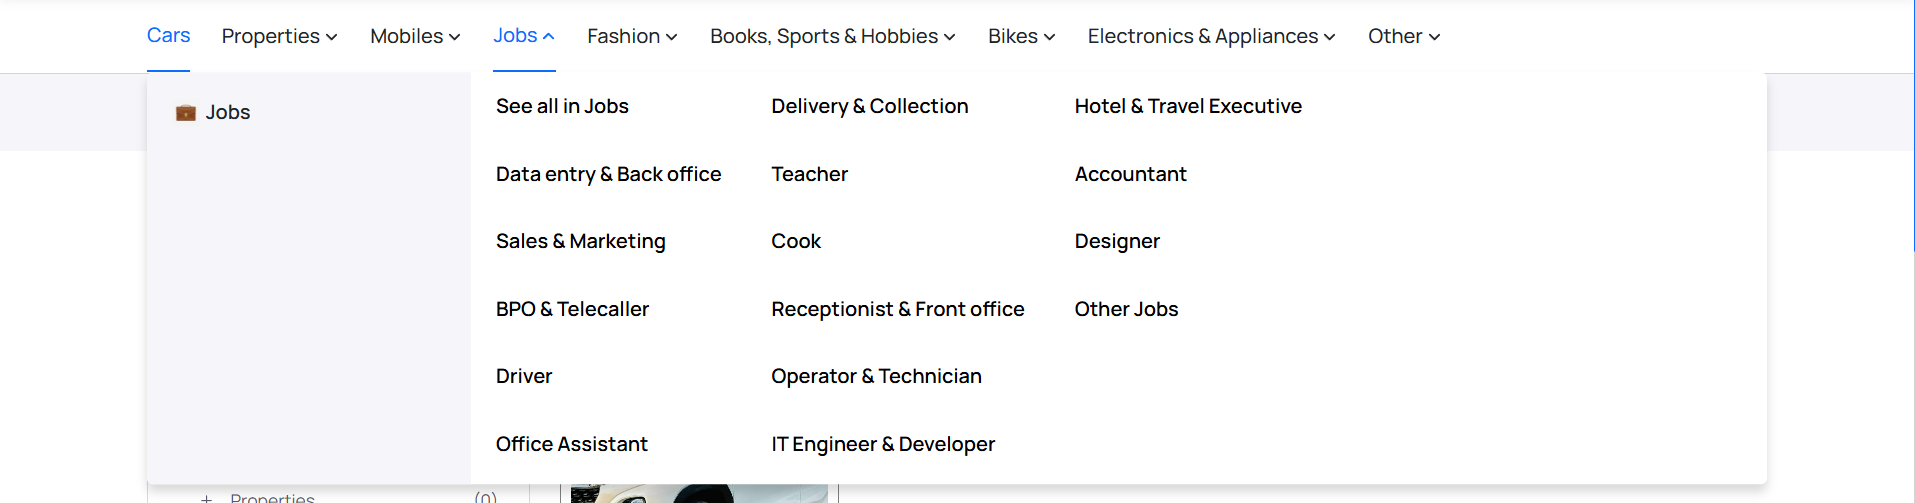 Cars Properties Mobiles Jobs Fashion Books, Sports & Hobbies Bikes Electronics & Appliances Other
Jobs
See all in Jobs
Data entry & Back office
Sales & Marketing
BPO & Telecaller
Driver
Office Assistant
Delivery & Collection
Teacher
Cook
Receptionist & Front office
Operator & Technician
IT Engineer & Developer
Hotel & Travel Executive
Accountant
Designer
Other Jobs
+ Properties (0)